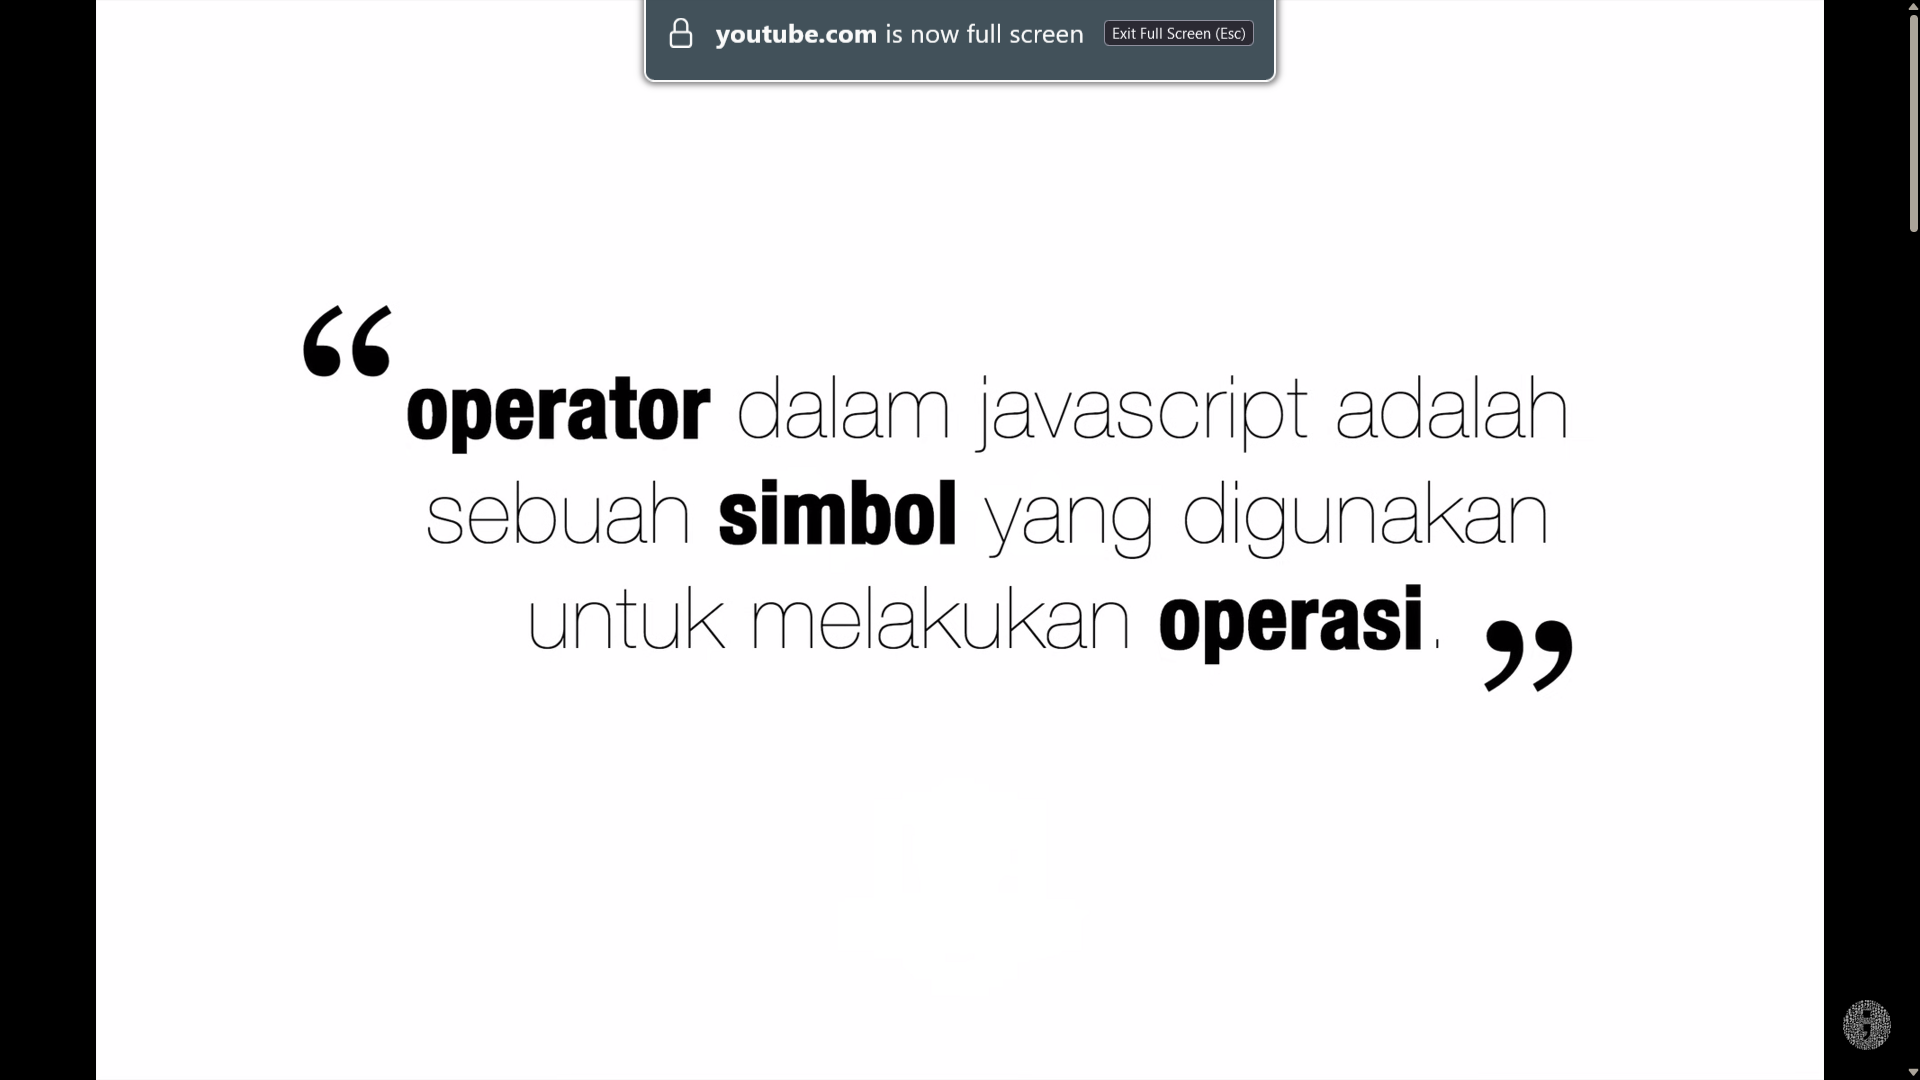 youtube.com is now full screen Exit Full Screen (Esc)
“operator dalam javascript adalah
sebuah simbol yang digunakan
untuk melakukan operasi.”